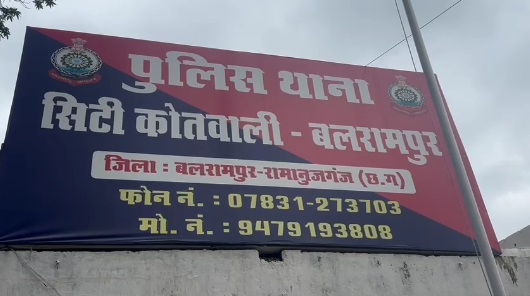 पुलिस थाना
सिटी कोतवाली - बलरामपुर
जिला : बलरामपुर-रामानुजगंज (छ.ग)
फोन नं. : 07831-273703
मो. नं. : 9479193808